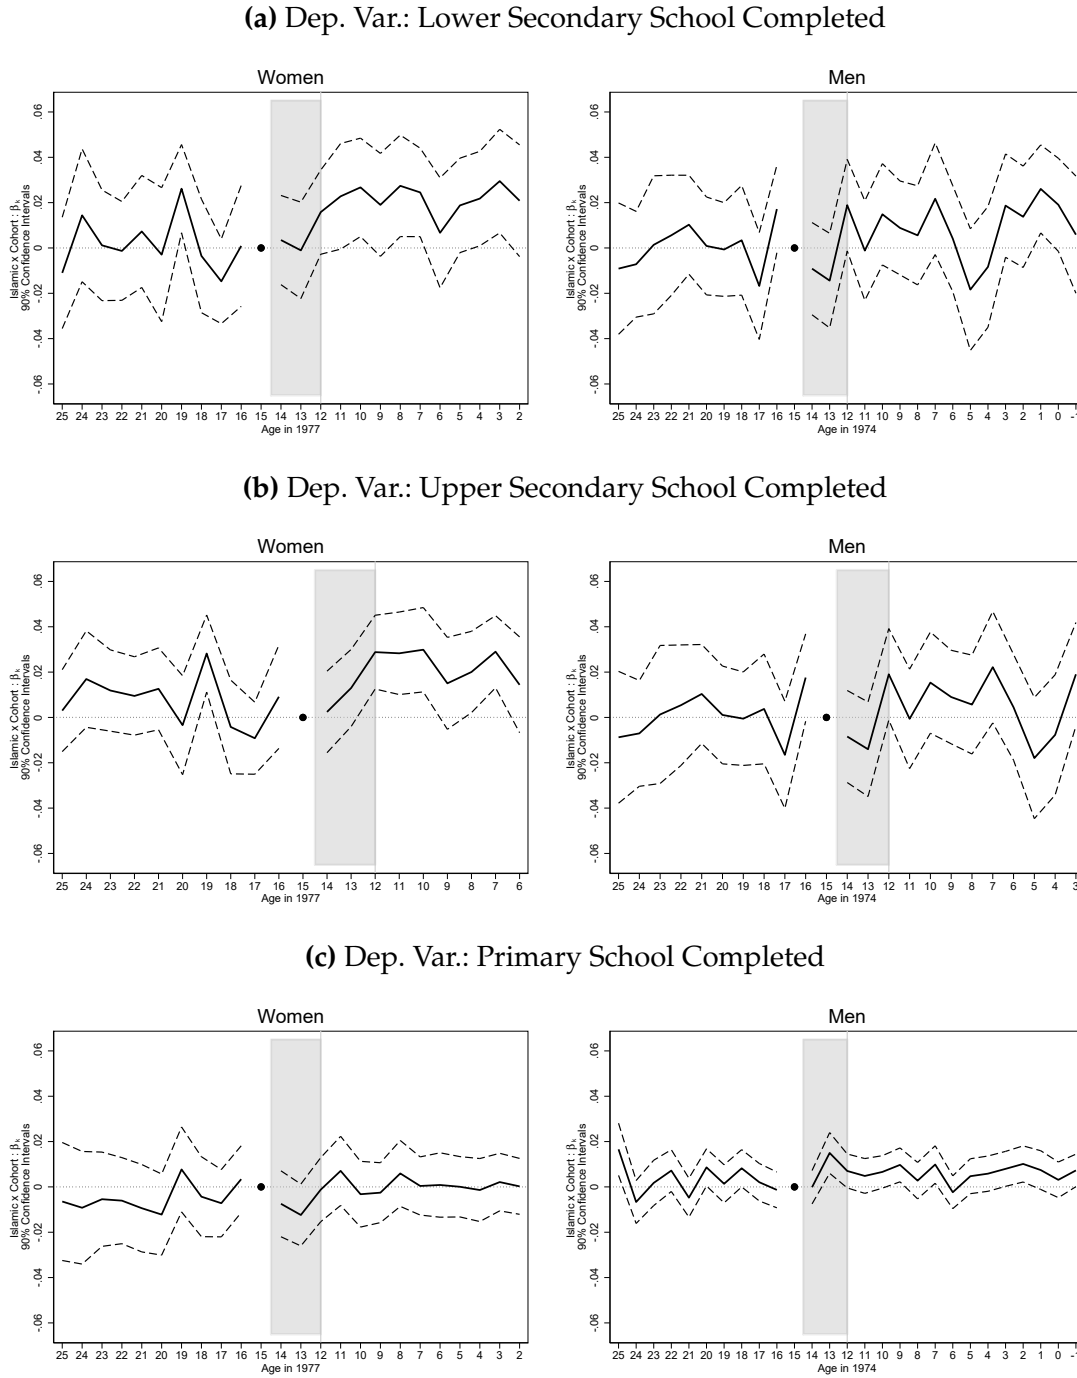 (a) Dep. Var.: Lower Secondary School Completed
Women
Islamic x Cohort : βk
90% Confidence Intervals
.06
.04
.02
0
-.02
-.04
-.06
25 24 23 22 21 20 19 18 17 16 15 14 13 12 11 10 9 8 7 6 5 4 3 2
Age in 1977
Men
Islamic x Cohort : βk
90% Confidence Intervals
.06
.04
.02
0
-.02
-.04
-.06
25 24 23 22 21 20 19 18 17 16 15 14 13 12 11 10 9 8 7 6 5 4 3 2 1 0 -1
Age in 1974
(b) Dep. Var.: Upper Secondary School Completed
Women
Islamic x Cohort : βk
90% Confidence Intervals
.06
.04
.02
0
-.02
-.04
-.06
25 24 23 22 21 20 19 18 17 16 15 14 13 12 11 10 9 8 7 6
Age in 1977
Men
Islamic x Cohort : βk
90% Confidence Intervals
.06
.04
.02
0
-.02
-.04
-.06
25 24 23 22 21 20 19 18 17 16 15 14 13 12 11 10 9 8 7 6 5 4 3
Age in 1974
(c) Dep. Var.: Primary School Completed
Women
Islamic x Cohort : βk
90% Confidence Intervals
.06
.04
.02
0
-.02
-.04
-.06
25 24 23 22 21 20 19 18 17 16 15 14 13 12 11 10 9 8 7 6 5 4 3 2
Age in 1977
Men
Islamic x Cohort : βk
90% Confidence Intervals
.06
.04
.02
0
-.02
-.04
-.06
25 24 23 22 21 20 19 18 17 16 15 14 13 12 11 10 9 8 7 6 5 4 3 2 1 0 -1
Age in 1974